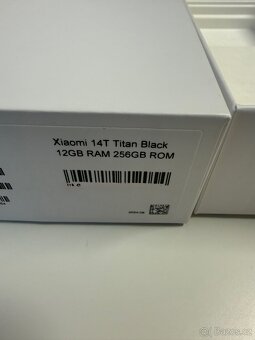 Xiaomi 14T Titan Black
12GB RAM 256GB ROM